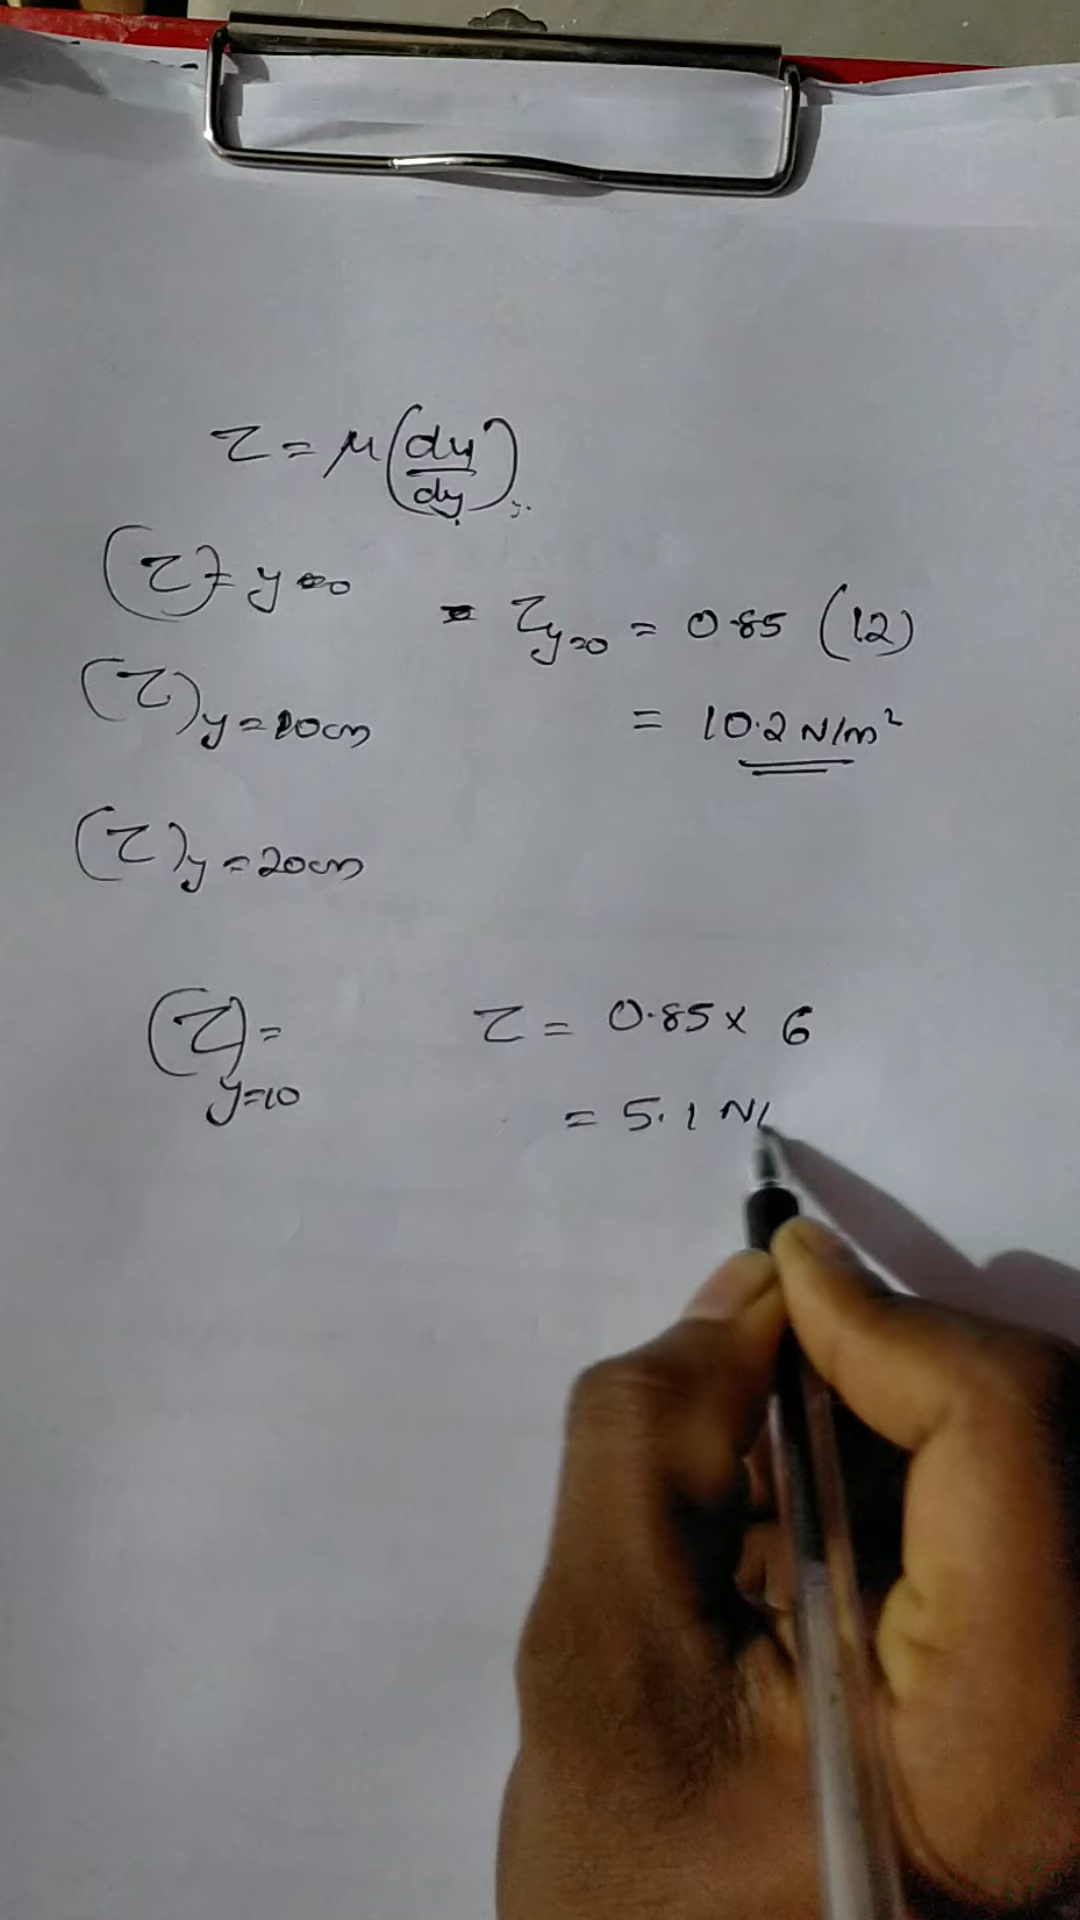 τ = μ(du/dy)y.
(τ) = y=0
= τy=0 = 0.85 (12)
(τ)y=10cm
= 10.2 N/m²
(τ)y=20cm
(τ)y=10 =
τ = 0.85 x 6
= 5.1 N/